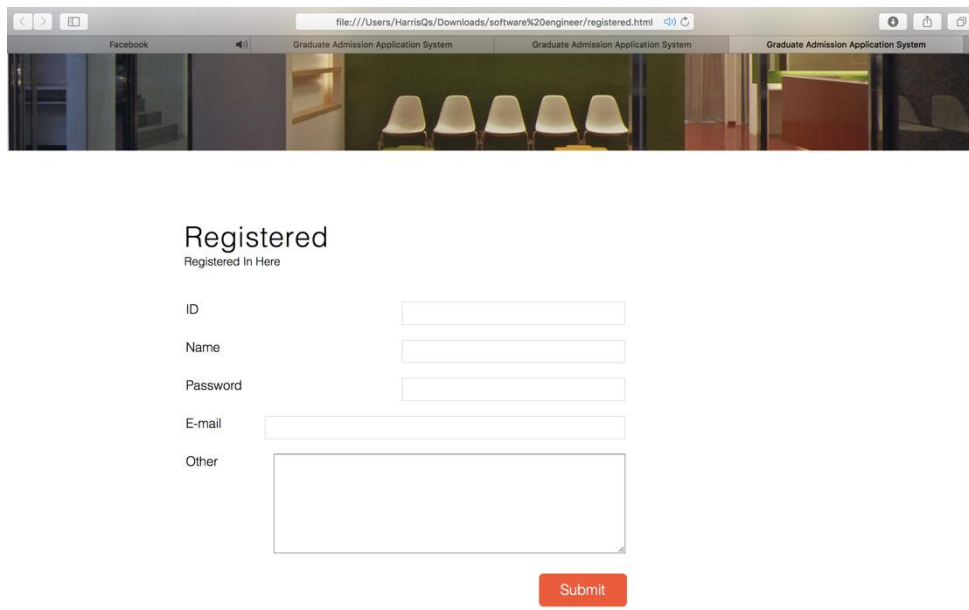 file:///Users/HarrisQs/Downloads/software%20engineer/registered.html
Facebook Graduate Admission Application System Graduate Admission Application System Graduate Admission Application System
Registered
Registered In Here
ID
Name
Password
E-mail
Other
Submit